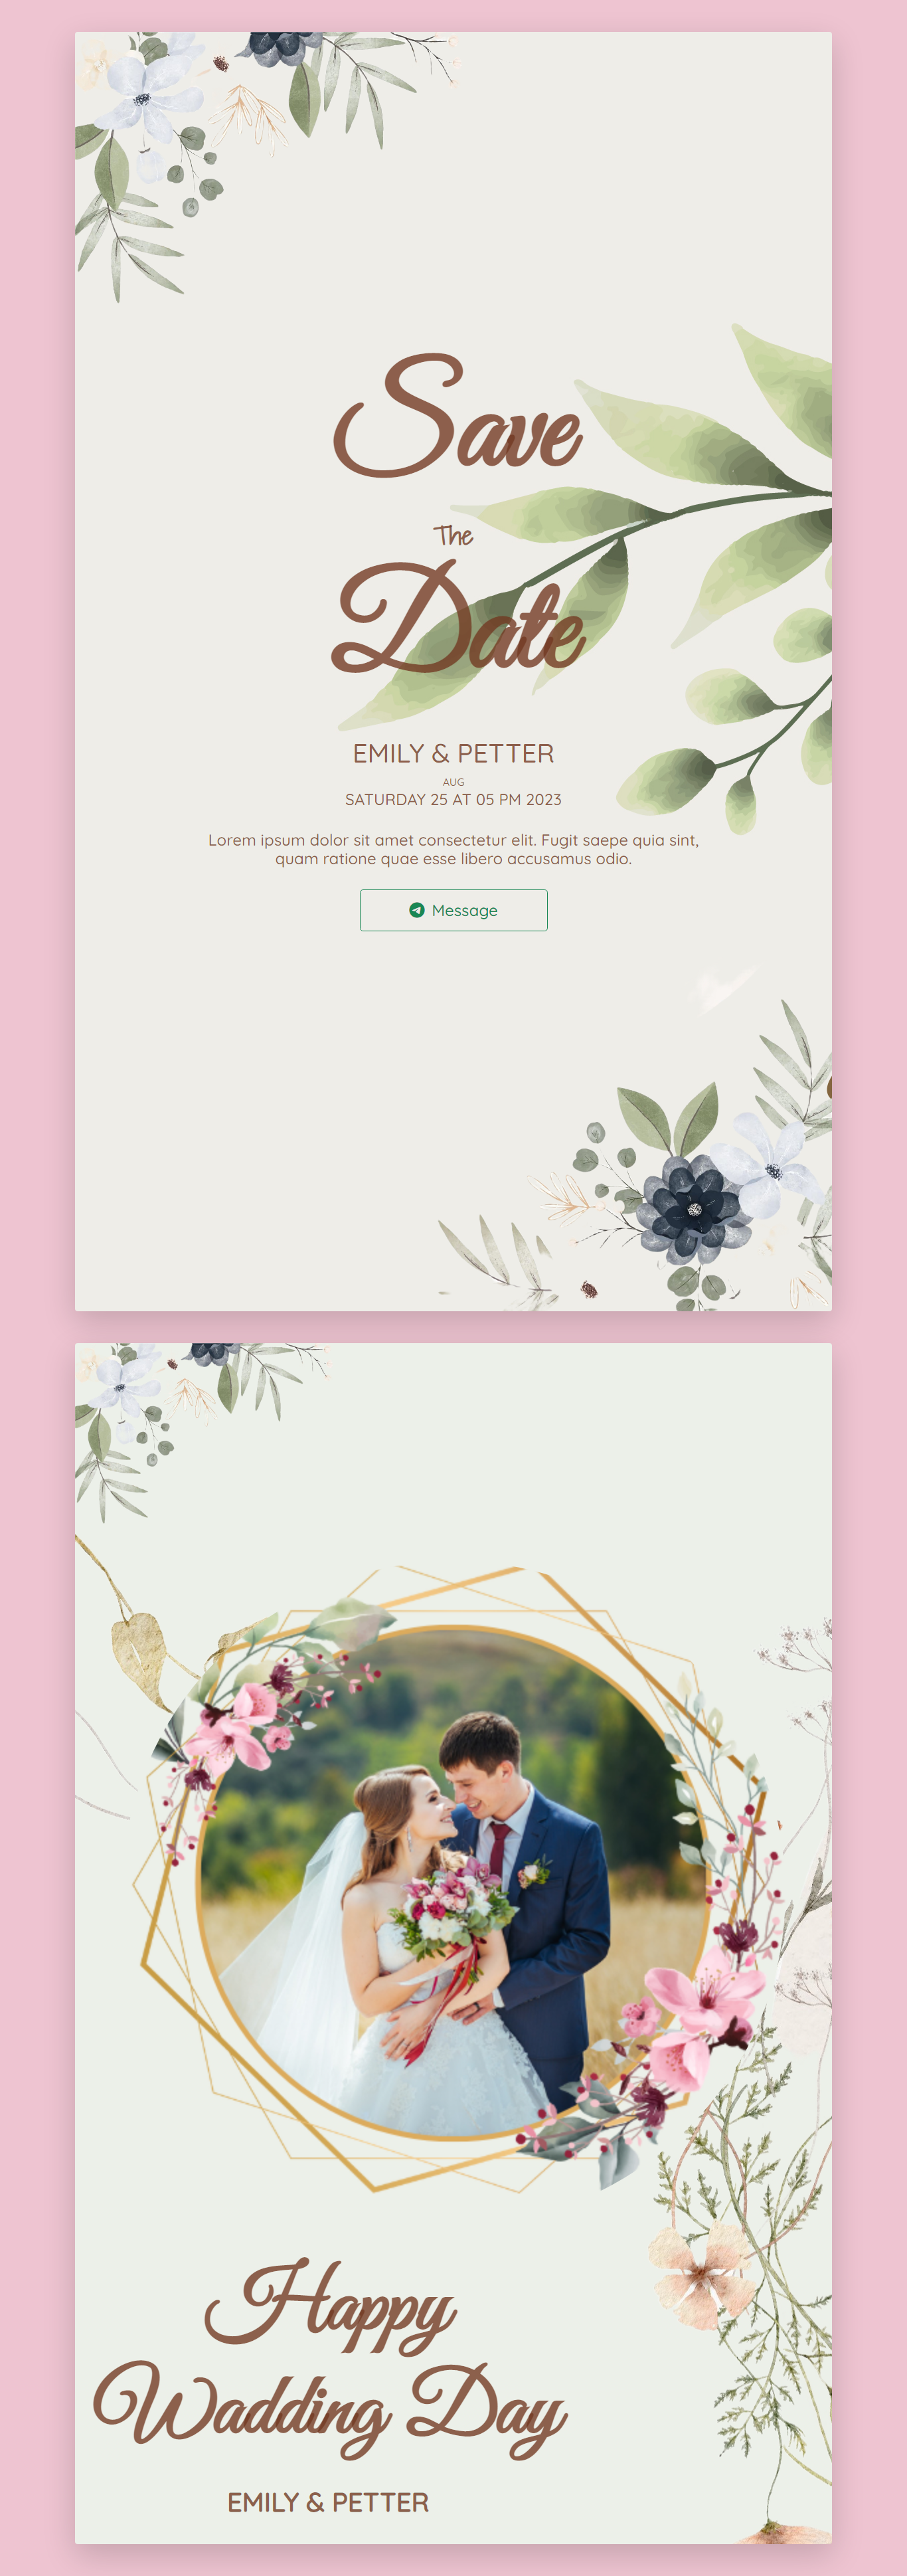 Save
The
Date
EMILY & PETTER
AUG
SATURDAY 25 AT 05 PM 2023
Lorem ipsum dolor sit amet consectetur elit. Fugit saepe quia sint,
quam ratione quae esse libero accusamus odio.
Message
Happy
Wadding Day
EMILY & PETTER